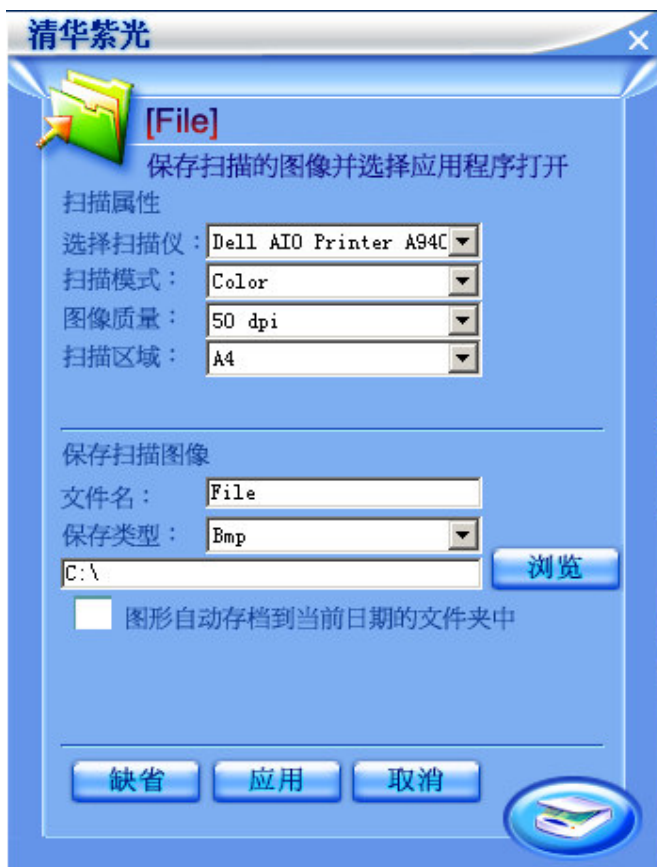 清华紫光
[File]
保存扫描的图像并选择应用程序打开
扫描属性
选择扫描仪： Dell AIO Printer A940
扫描模式： Color
图像质量： 50 dpi
扫描区域： A4
保存扫描图像
文件名： File
保存类型： Bmp
C:\ 浏览
图形自动存档到当前日期的文件夹中
缺省 应用 取消